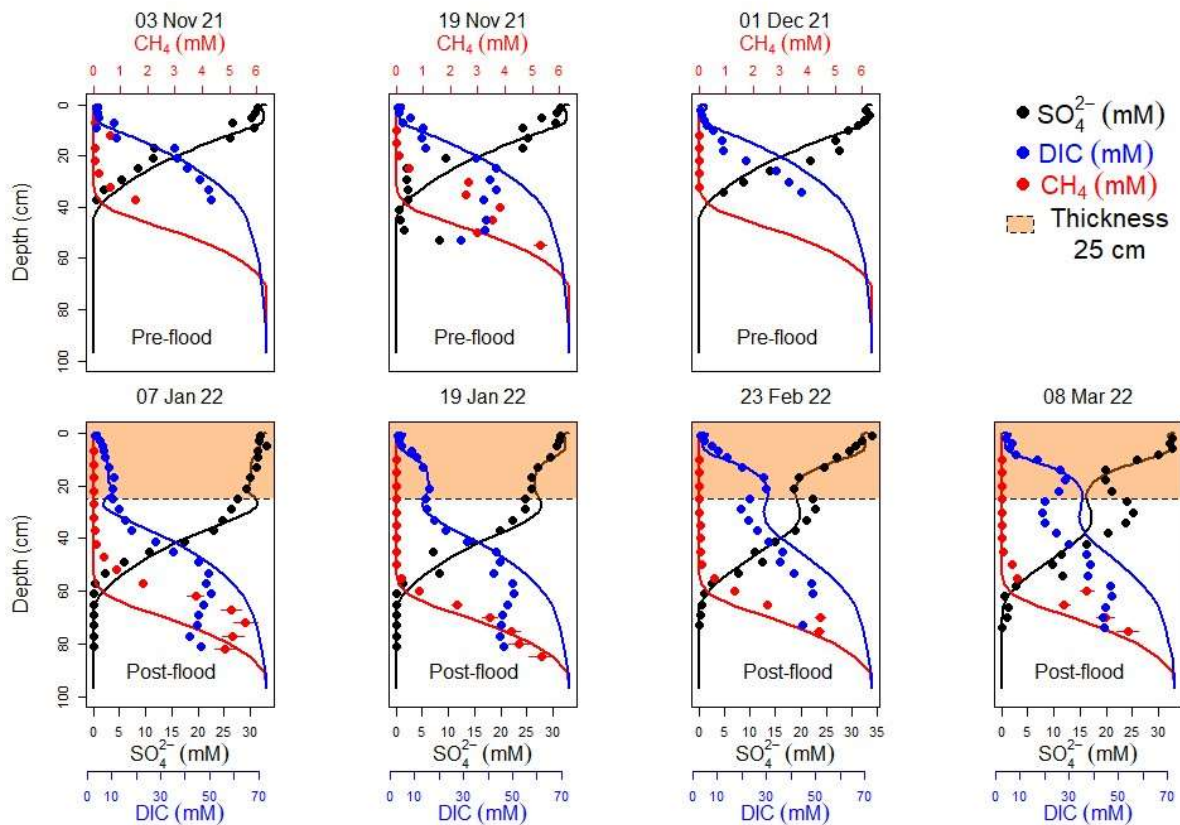 03 Nov 21
CH₄ (mM)
0 1 2 3 4 5 6
19 Nov 21
CH₄ (mM)
0 1 2 3 4 5 6
01 Dec 21
CH₄ (mM)
0 1 2 3 4 5 6
SO₄²⁻ (mM)
DIC (mM)
CH₄ (mM)
Thickness
25 cm
Depth (cm)
0
20
40
60
80
100
Pre-flood
Pre-flood
Pre-flood
07 Jan 22
19 Jan 22
23 Feb 22
08 Mar 22
Depth (cm)
0
20
40
60
80
100
Post-flood
Post-flood
Post-flood
Post-flood
0 5 10 15 20 25 30
SO₄²⁻ (mM)
0 10 30 50 70
DIC (mM)
0 5 10 15 20 25 30
SO₄²⁻ (mM)
0 10 30 50 70
DIC (mM)
0 5 10 15 20 25 30 35
SO₄²⁻ (mM)
0 10 30 50 70
DIC (mM)
0 5 10 15 20 25 30
SO₄²⁻ (mM)
0 10 30 50 70
DIC (mM)